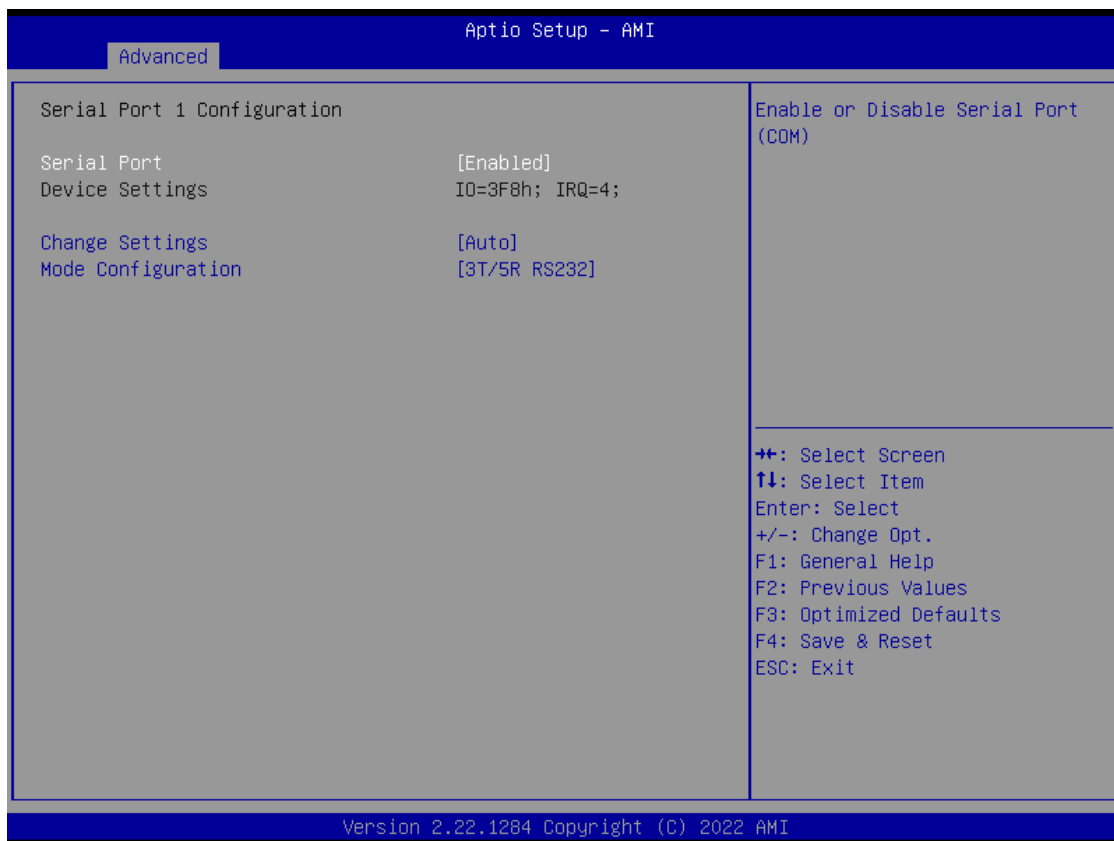 Aptio Setup – AMI
Advanced
Serial Port 1 Configuration
Serial Port [Enabled]
Device Settings IO=3F8h; IRQ=4;
Change Settings [Auto]
Mode Configuration [3T/5R RS232]
Enable or Disable Serial Port
(COM)
→←: Select Screen
↑↓: Select Item
Enter: Select
+/-: Change Opt.
F1: General Help
F2: Previous Values
F3: Optimized Defaults
F4: Save & Reset
ESC: Exit
Version 2.22.1284 Copyright (C) 2022 AMI